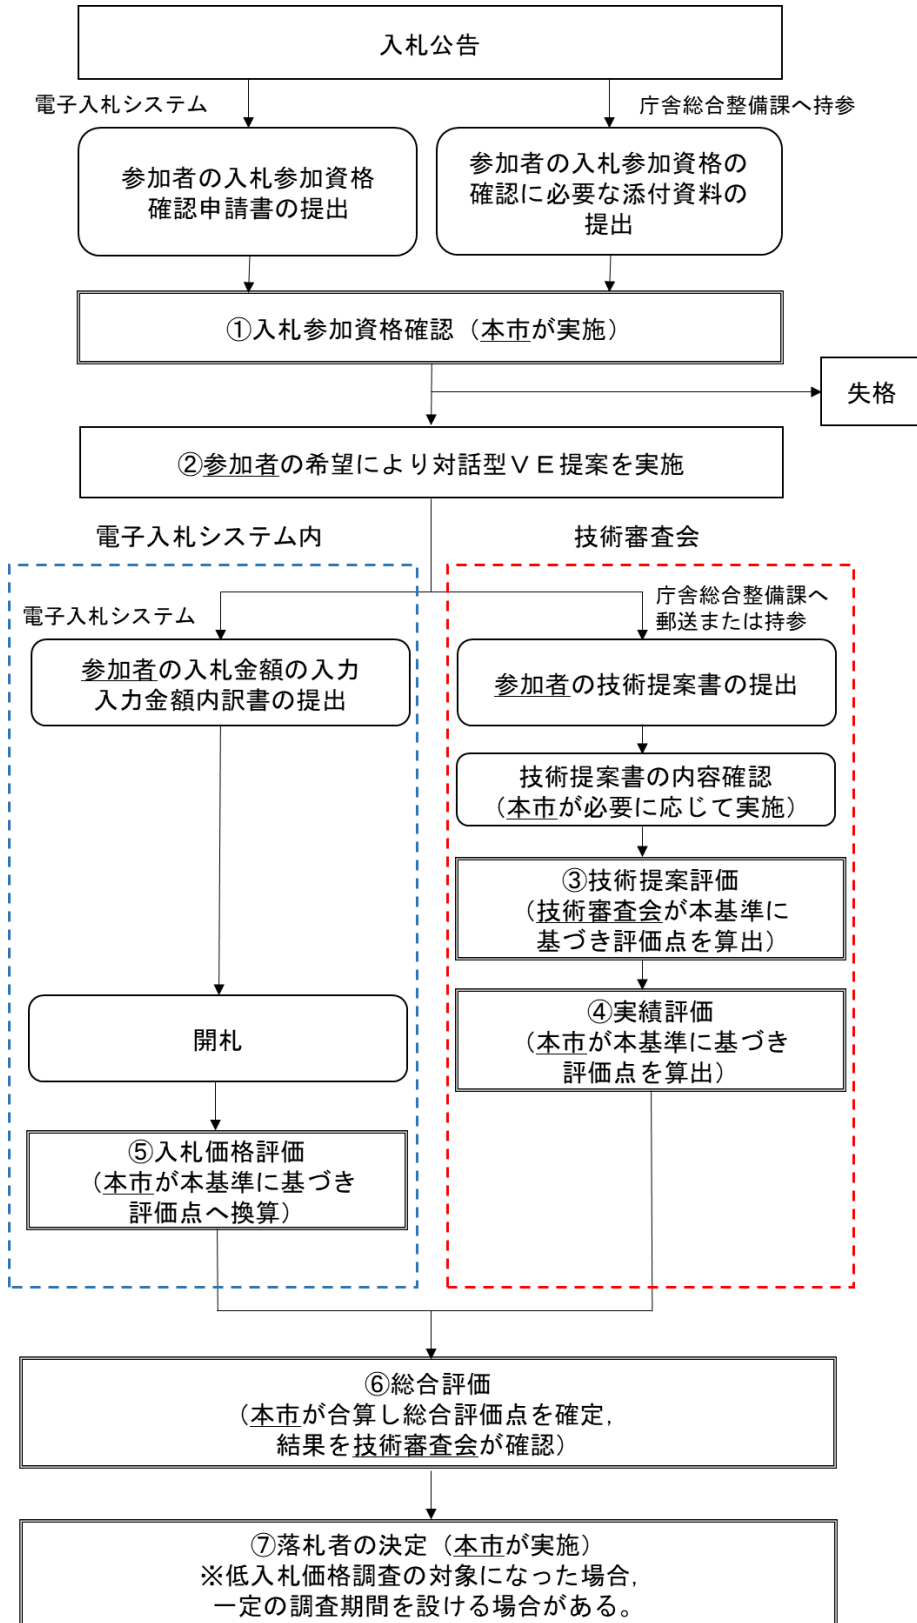 入札公告
電子入札システム
庁舎総合整備課へ持参
参加者の入札参加資格
確認申請書の提出
参加者の入札参加資格の
確認に必要な添付資料の
提出
①入札参加資格確認（本市が実施）
失格
②参加者の希望により対話型ＶＥ提案を実施
電子入札システム内
技術審査会
電子入札システム
庁舎総合整備課へ
郵送または持参
参加者の入札金額の入力
入力金額内訳書の提出
参加者の技術提案書の提出
技術提案書の内容確認
（本市が必要に応じて実施）
③技術提案評価
（技術審査会が本基準に
基づき評価点を算出）
④実績評価
（本市が本基準に基づき
評価点を算出）
開札
⑤入札価格評価
（本市が本基準に基づき
評価点へ換算）
⑥総合評価
（本市が合算し総合評価点を確定，
結果を技術審査会が確認）
⑦落札者の決定（本市が実施）
※低入札価格調査の対象になった場合，
一定の調査期間を設ける場合がある。